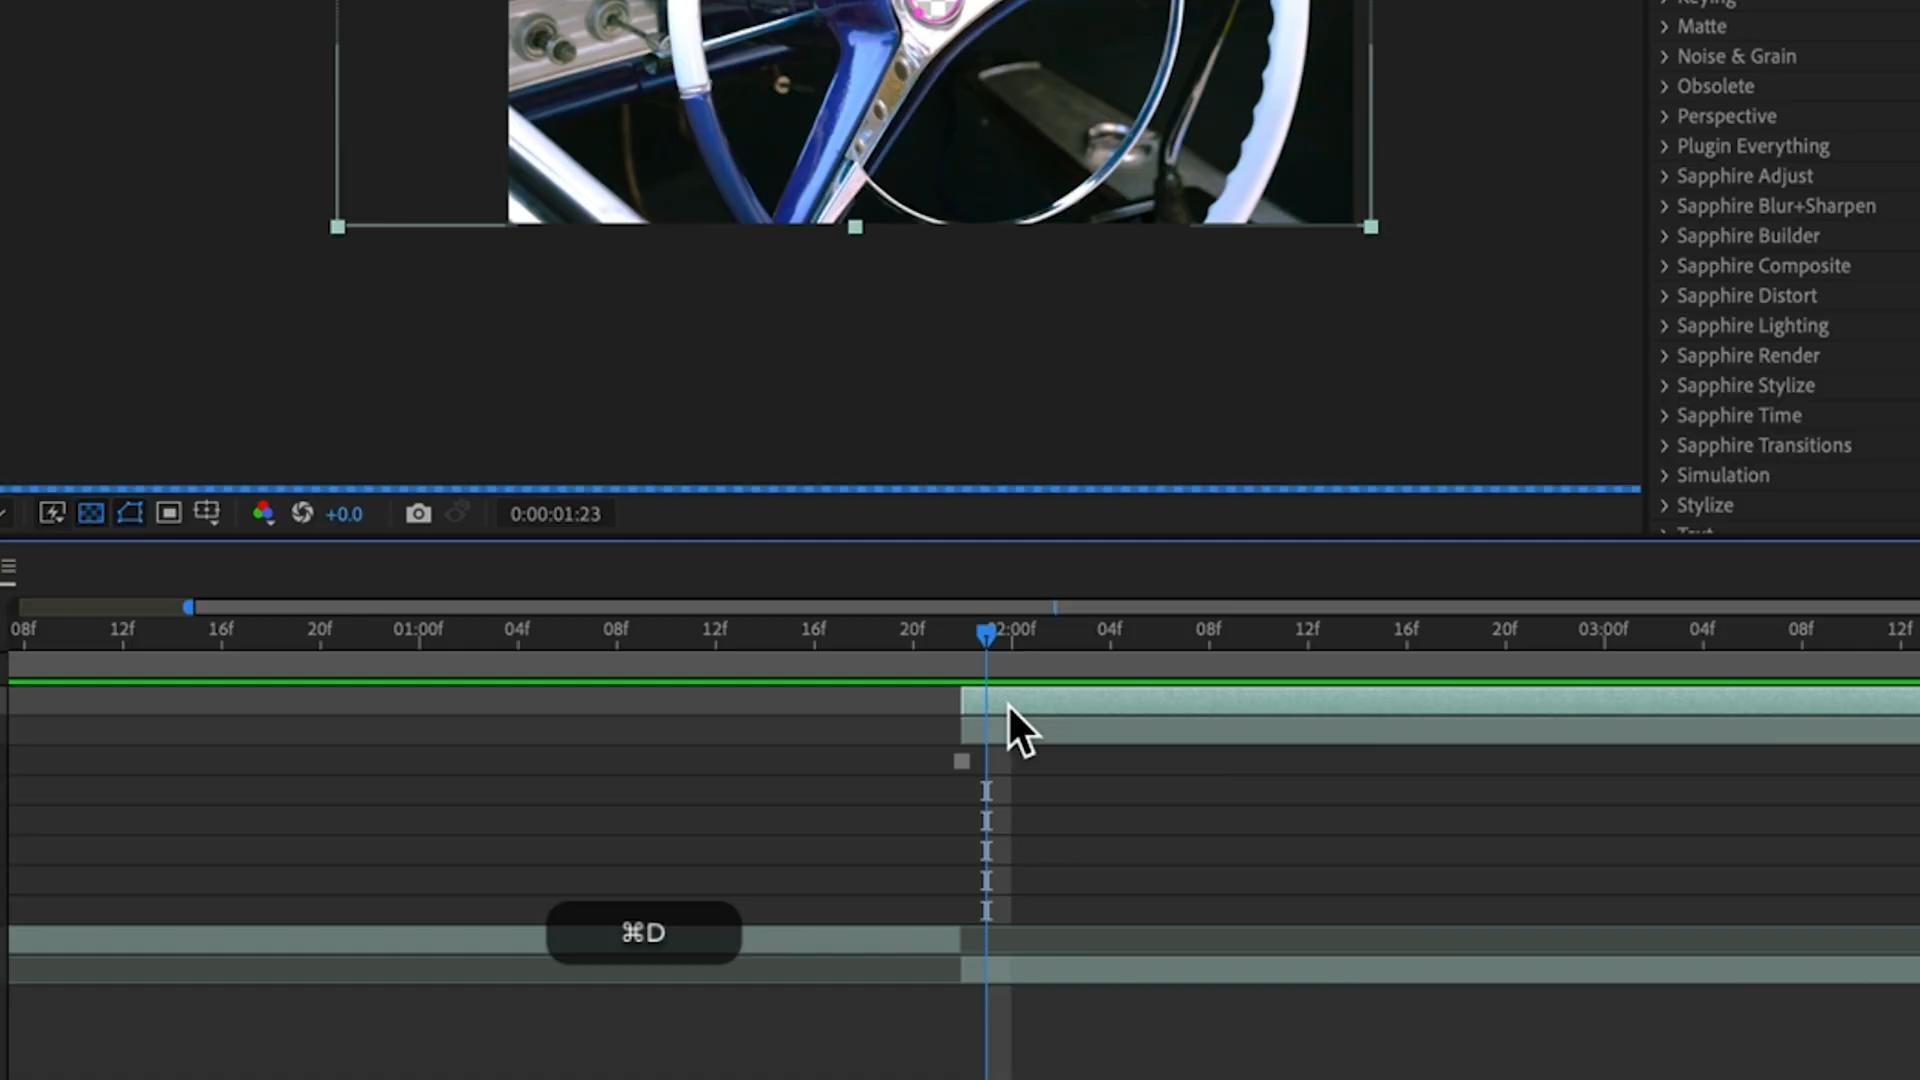 Keying
Matte
Noise & Grain
Obsolete
Perspective
Plugin Everything
Sapphire Adjust
Sapphire Blur+Sharpen
Sapphire Builder
Sapphire Composite
Sapphire Distort
Sapphire Lighting
Sapphire Render
Sapphire Stylize
Sapphire Time
Sapphire Transitions
Simulation
Stylize
Text
+0.0
0:00:01:23
08f 12f 16f 20f 01:00f 04f 08f 12f 16f 20f 2:00f 04f 08f 12f 16f 20f 03:00f 04f 08f 12f
⌘D